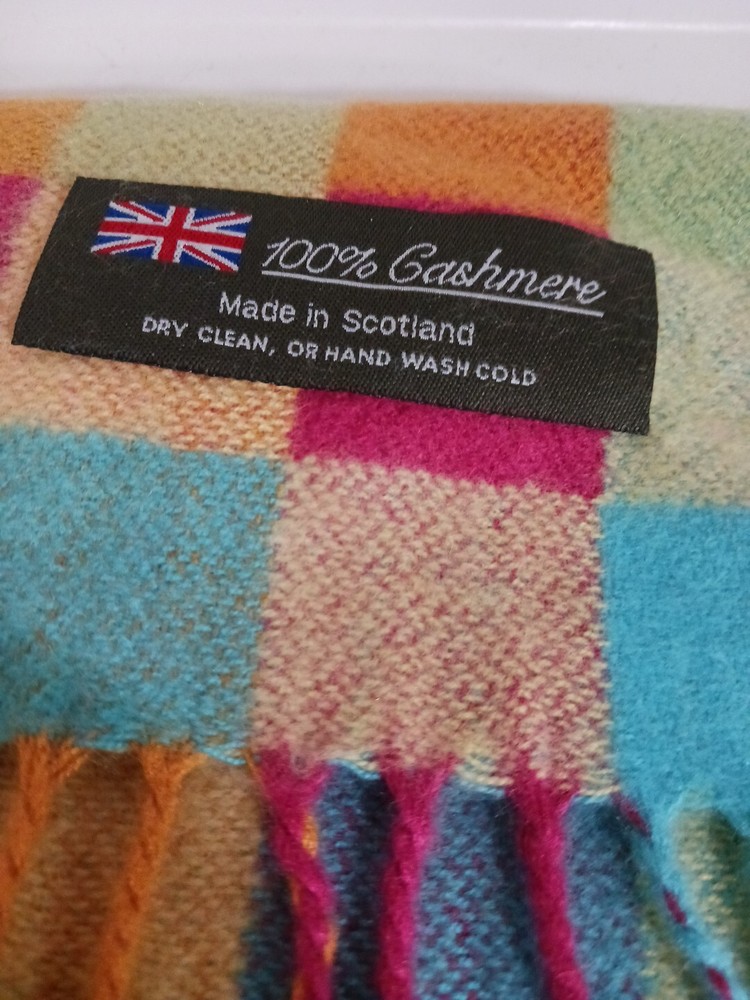 100% Cashmere
Made in Scotland
DRY CLEAN, OR HAND WASH COLD